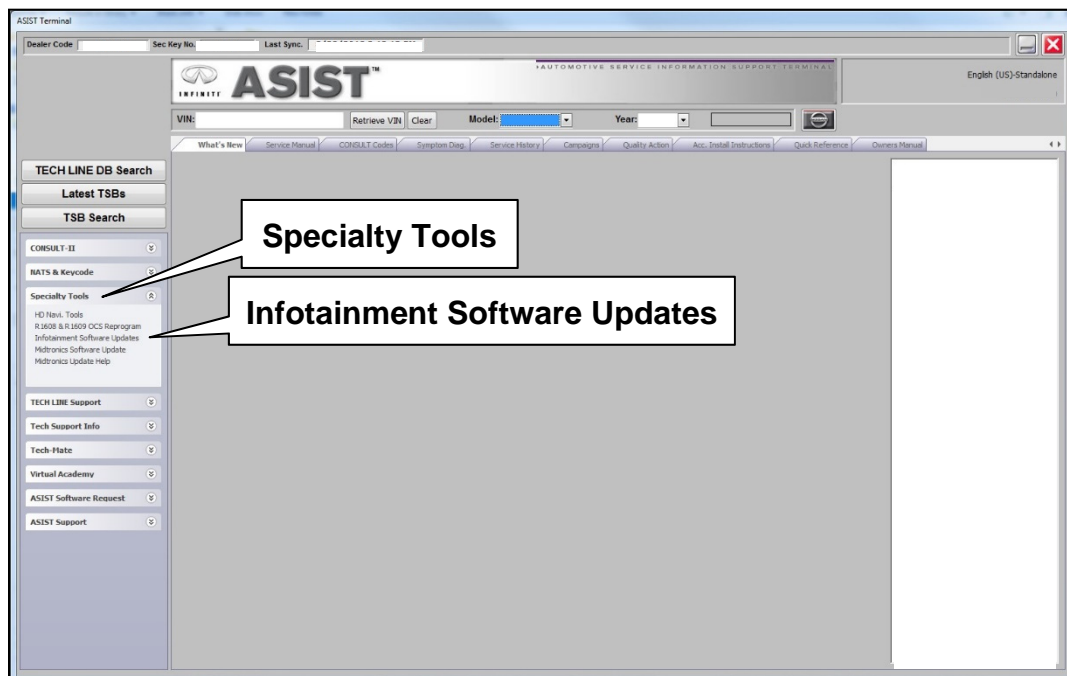 ASIST Terminal
Dealer Code Sec Key No. Last Sync.
INFINITI ASIST™
AUTOMOTIVE SERVICE INFORMATION SUPPORT TERMINAL
English (US)-Standalone
VIN: Retrieve VIN Clear Model: Year:
What's New Service Manual CONSULT Codes Symptom Diag. Service History Campaigns Quality Action Acc. Install Instructions Quick Reference Owners Manual
TECH LINE DB Search
Latest TSBs
TSB Search
CONSULT-II
NATS & Keycode
Specialty Tools
HD Navi. Tools
R1608 & R1609 OCS Reprogram
Infotainment Software Updates
Midtronics Software Update
Midtronics Update Help
TECH LINE Support
Tech Support Info
Tech-Mate
Virtual Academy
ASIST Software Request
ASIST Support
Specialty Tools
Infotainment Software Updates